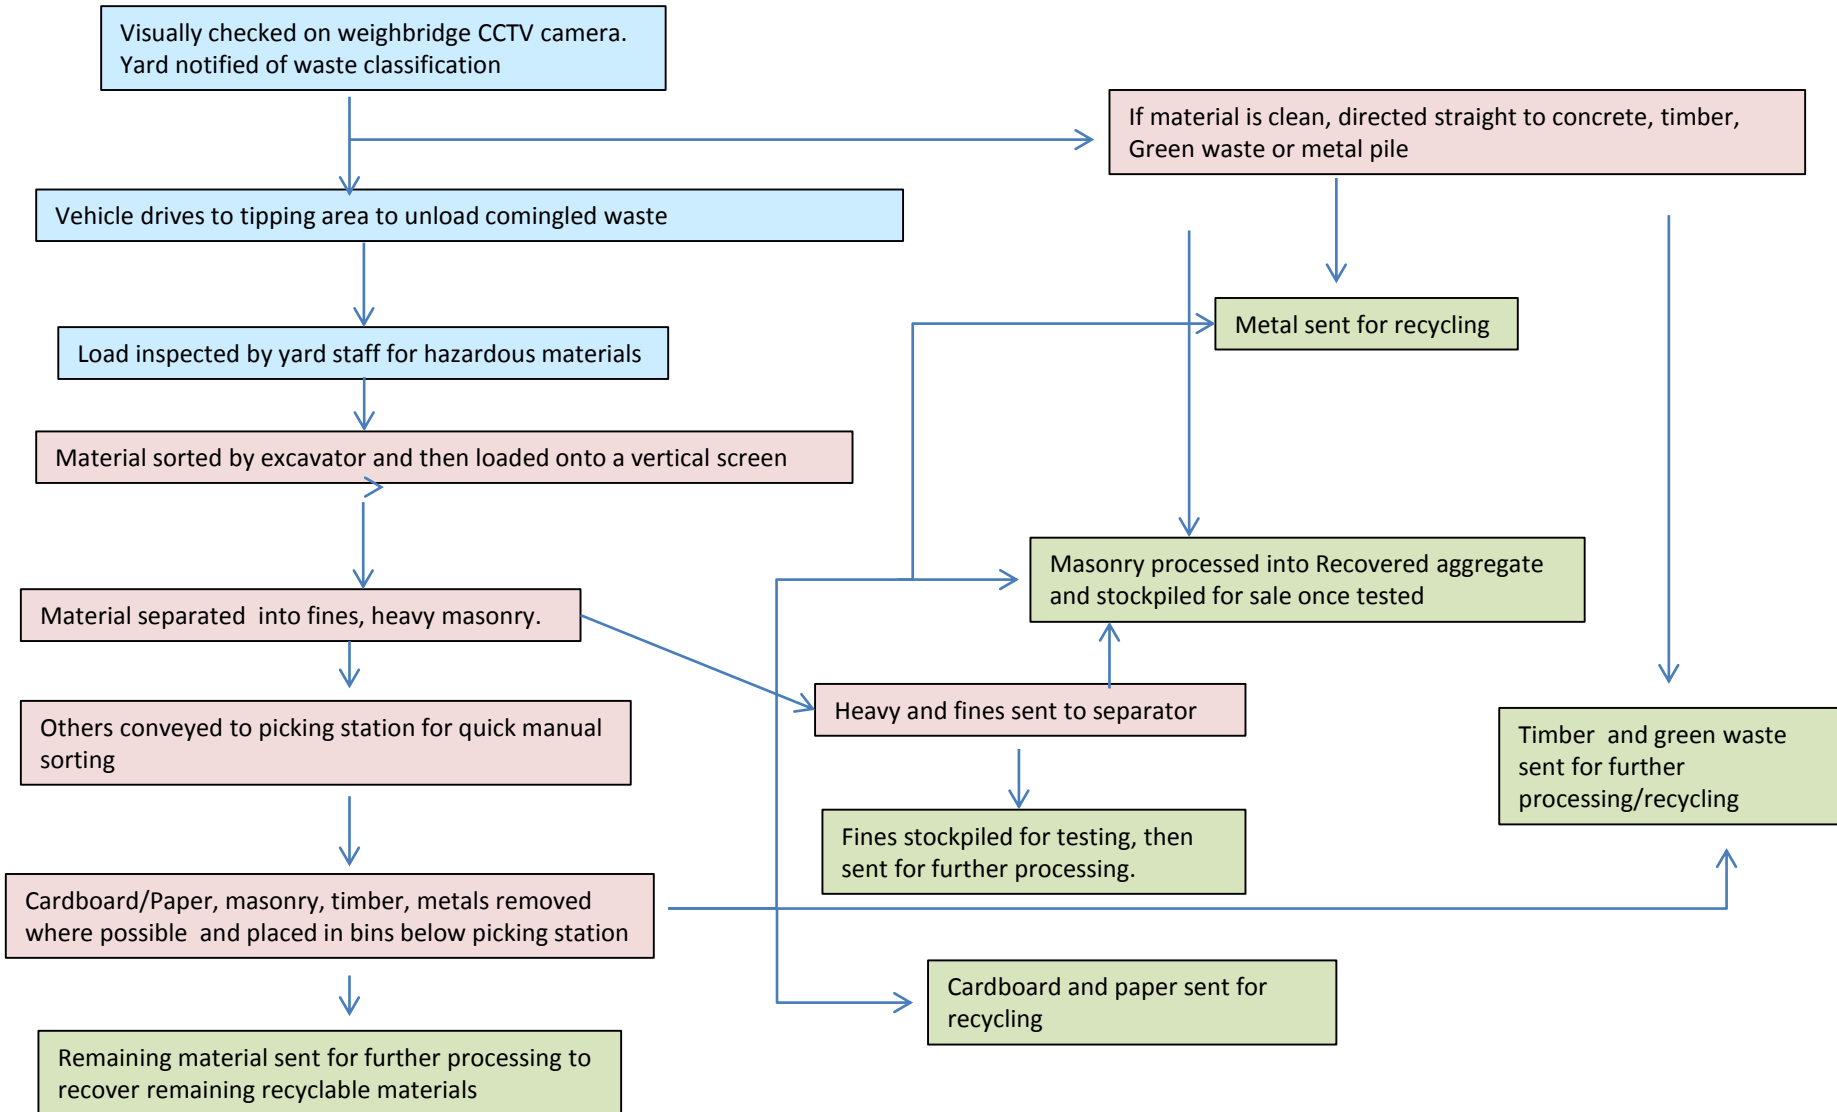 Visually checked on weighbridge CCTV camera.
Yard notified of waste classification
If material is clean, directed straight to concrete, timber,
Green waste or metal pile
Vehicle drives to tipping area to unload comingled waste
Metal sent for recycling
Load inspected by yard staff for hazardous materials
Material sorted by excavator and then loaded onto a vertical screen
Masonry processed into Recovered aggregate
and stockpiled for sale once tested
Material separated  into fines, heavy masonry.
Heavy and fines sent to separator
Others conveyed to picking station for quick manual
sorting
Timber  and green waste
sent for further
processing/recycling
Fines stockpiled for testing, then
sent for further processing.
Cardboard/Paper, masonry, timber, metals removed
where possible  and placed in bins below picking station
Cardboard and paper sent for
recycling
Remaining material sent for further processing to
recover remaining recyclable materials